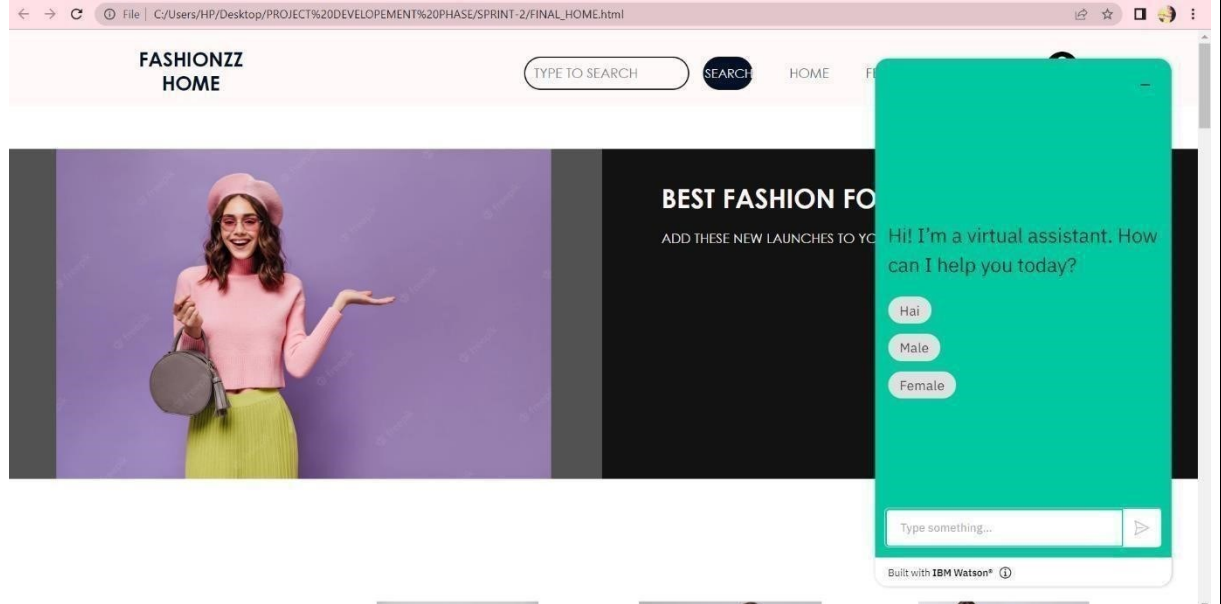 File
C:/Users/HP/Desktop/PROJECT%20DEVELOPEMENT%20PHASE/SPRINT-2/FINAL_HOME.html
FASHIONZZ
HOME
TYPE TO SEARCH
SEARCH
HOME
BEST FASHION FO
ADD THESE NEW LAUNCHES TO YO
Hi! I'm a virtual assistant. How
can I help you today?
Hai
Male
Female
Type something...
Built with IBM Watson®